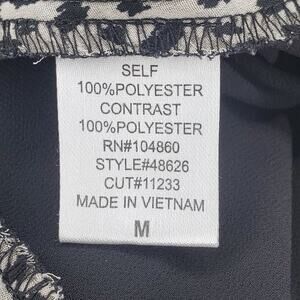 SELF
100%POLYESTER
CONTRAST
100%POLYESTER
RN#104860
STYLE#48626
CUT#11233
MADE IN VIETNAM
M